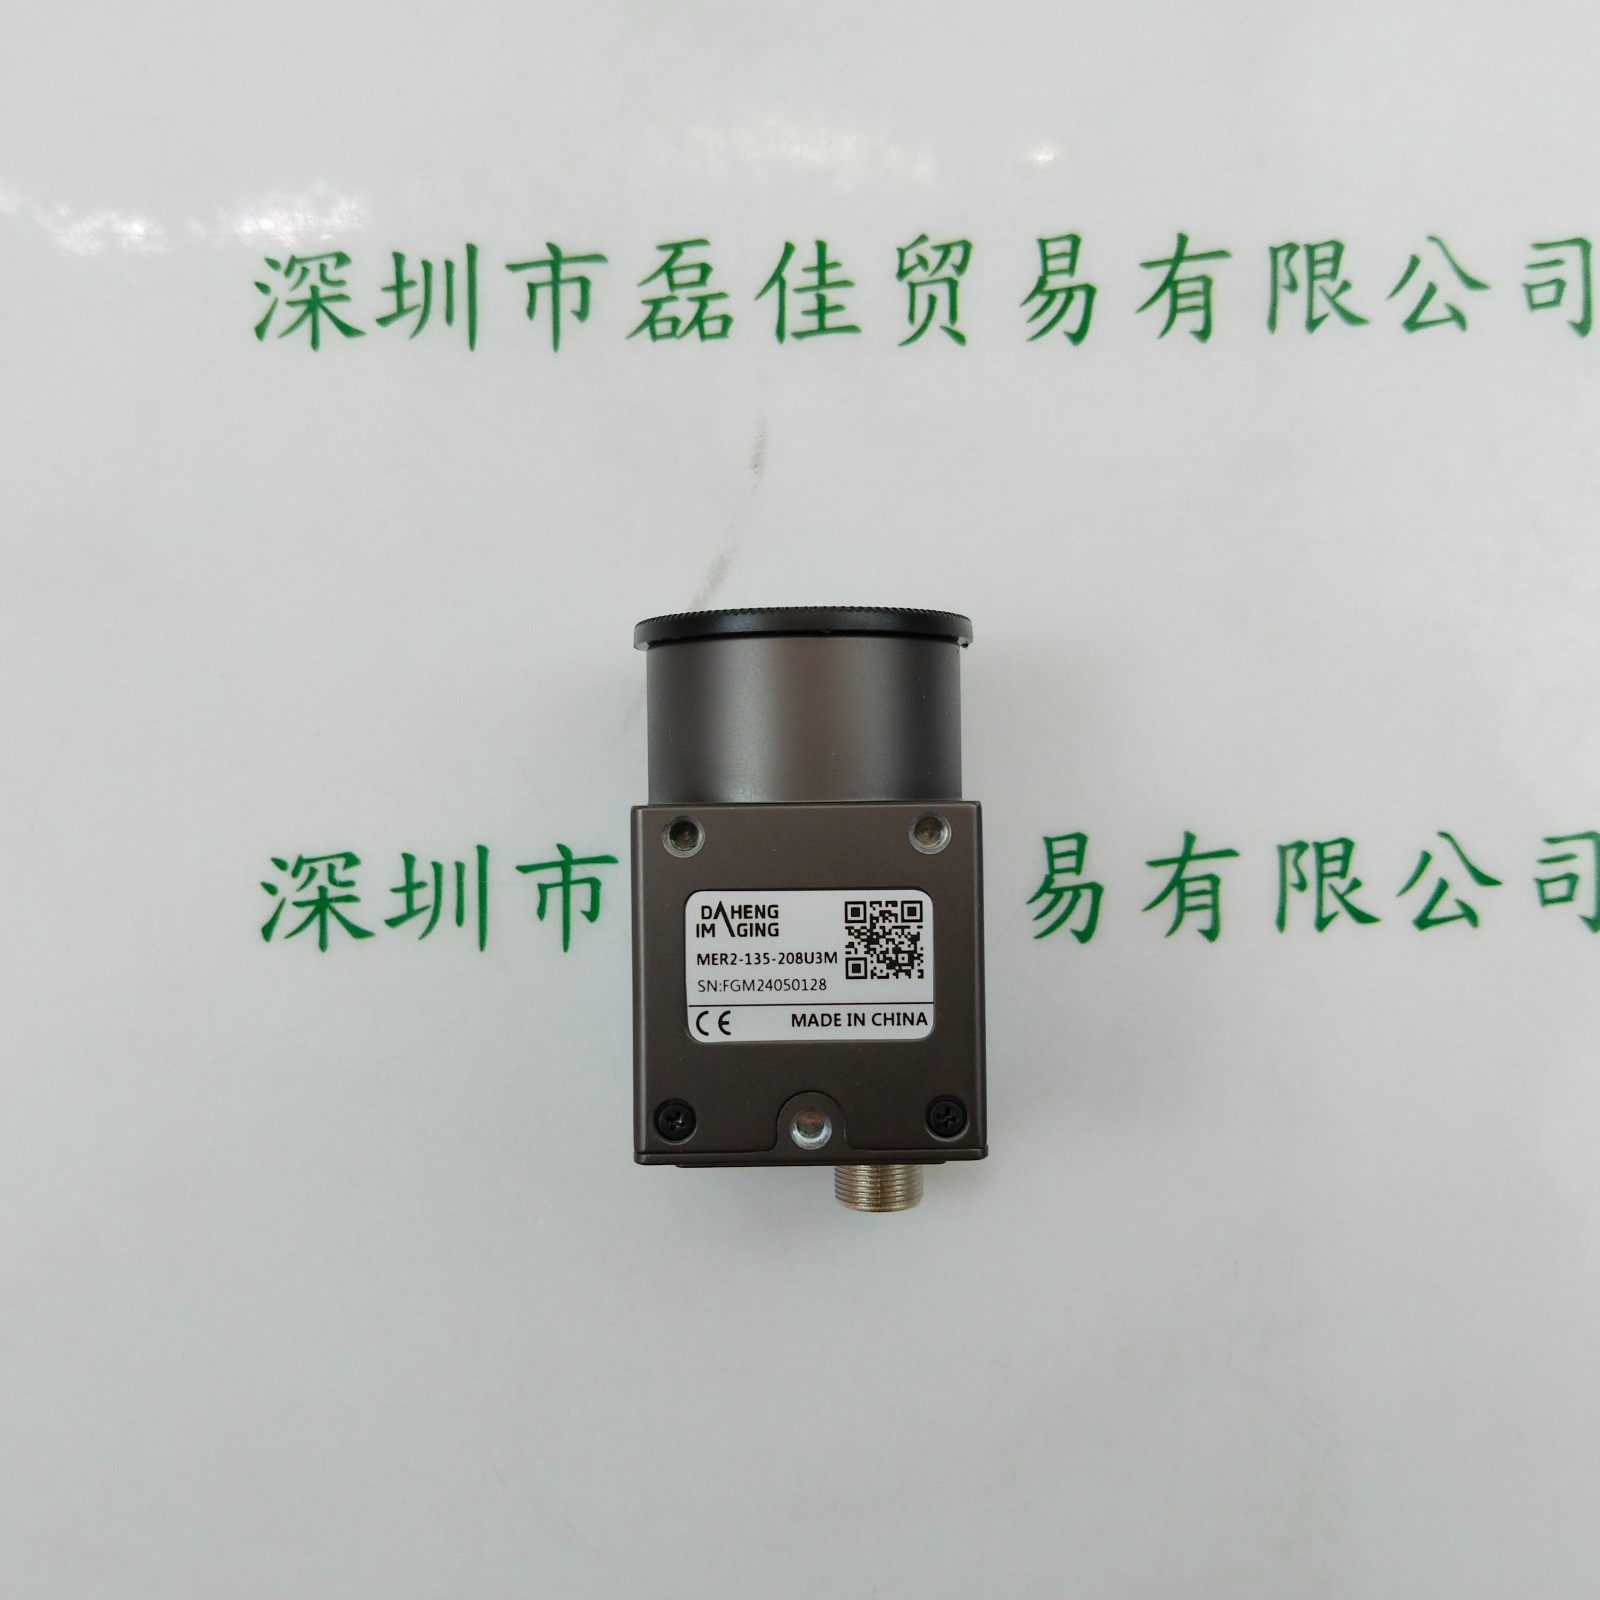 深圳市磊佳贸易有限公司
深圳市 易有限公司
DAHENG
IMAGING
MER2-135-208U3M
SN:FGM24050128
CE MADE IN CHINA